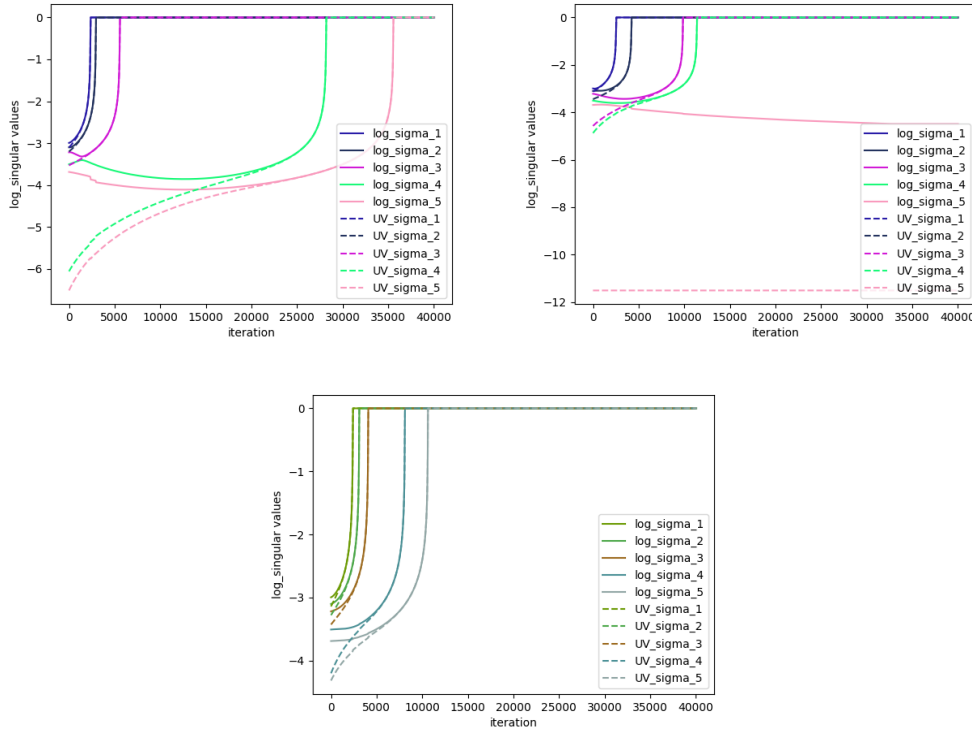 0
−1
−2
−3
−4
−5
−6
log_singular values
0
5000
10000
15000
20000
25000
30000
35000
40000
iteration
log_sigma_1
log_sigma_2
log_sigma_3
log_sigma_4
log_sigma_5
UV_sigma_1
UV_sigma_2
UV_sigma_3
UV_sigma_4
UV_sigma_5
0
−2
−4
−6
−8
−10
−12
log_singular values
0
5000
10000
15000
20000
25000
30000
35000
40000
iteration
log_sigma_1
log_sigma_2
log_sigma_3
log_sigma_4
log_sigma_5
UV_sigma_1
UV_sigma_2
UV_sigma_3
UV_sigma_4
UV_sigma_5
0
−1
−2
−3
−4
log_singular values
0
5000
10000
15000
20000
25000
30000
35000
40000
iteration
log_sigma_1
log_sigma_2
log_sigma_3
log_sigma_4
log_sigma_5
UV_sigma_1
UV_sigma_2
UV_sigma_3
UV_sigma_4
UV_sigma_5